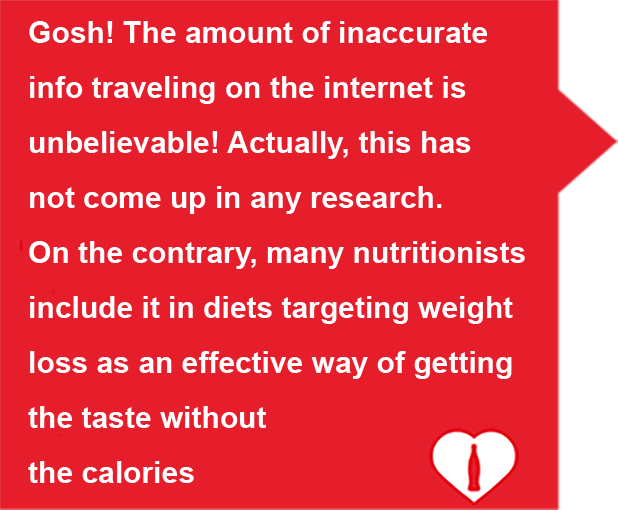 Gosh! The amount of inaccurate
info traveling on the internet is
unbelievable! Actually, this has
not come up in any research.
On the contrary, many nutritionists
include it in diets targeting weight
loss as an effective way of getting
the taste without
the calories